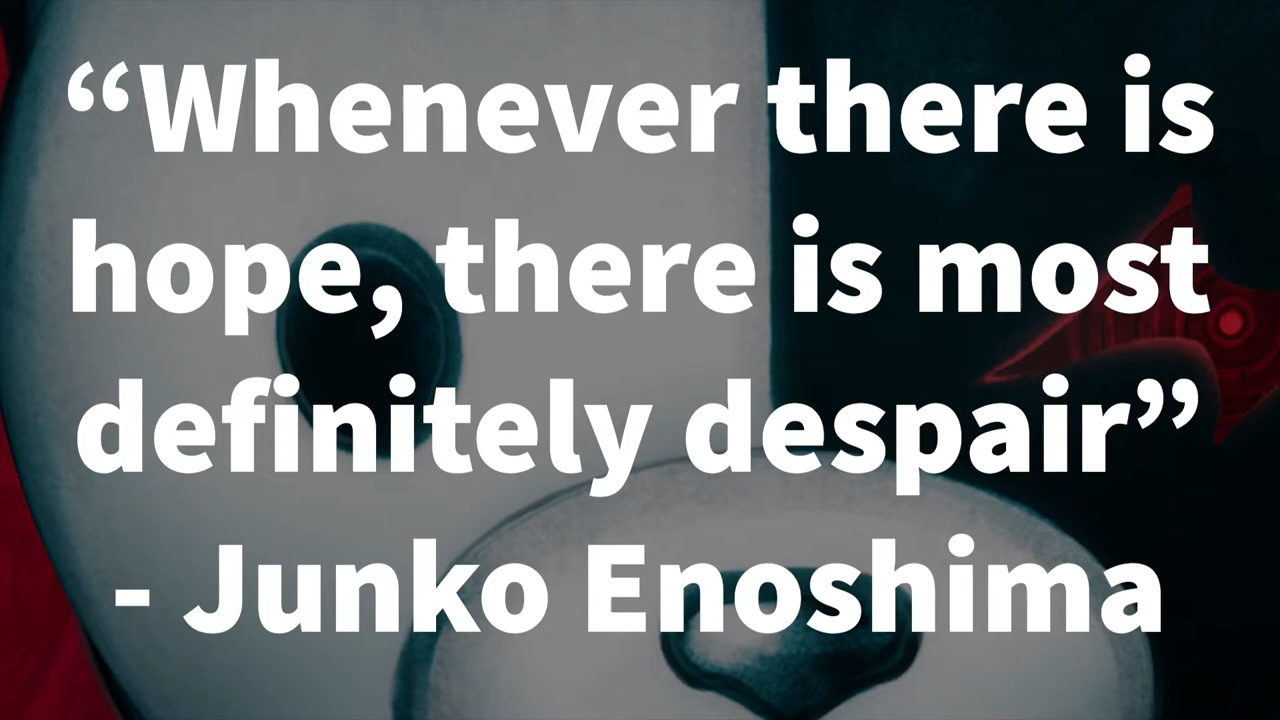 “Whenever there is
hope, there is most
definitely despair”
- Junko Enoshima